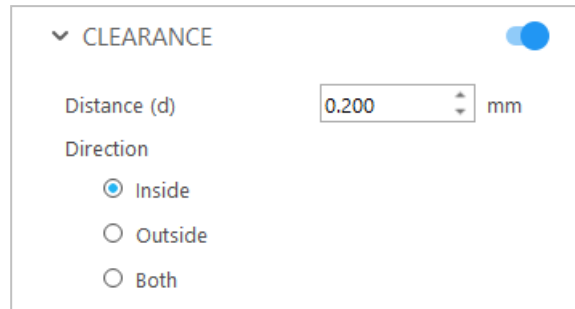 CLEARANCE
Distance (d) 0.200 mm
Direction
Inside
Outside
Both